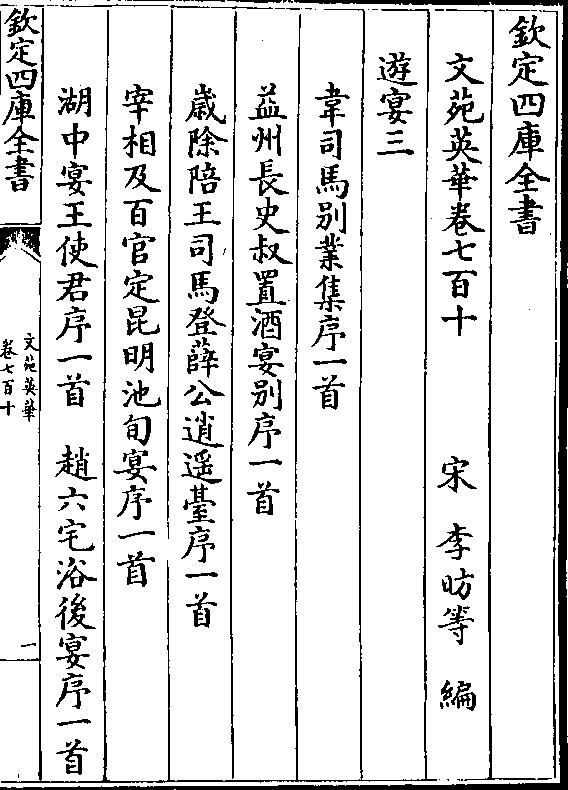 欽定四庫全書
文苑英華卷七百十
宋 李昉等 編
遊宴三
韋司馬别業集序一首
益州長史叔置酒宴别序一首
歲除陪王司馬登薛公逍遥臺序一首
宰相及百官定昆明池旬宴序一首
湖中宴王使君序一首 趙六宅浴後宴序一首
欽定四庫全書
文苑英華
卷七百十
一